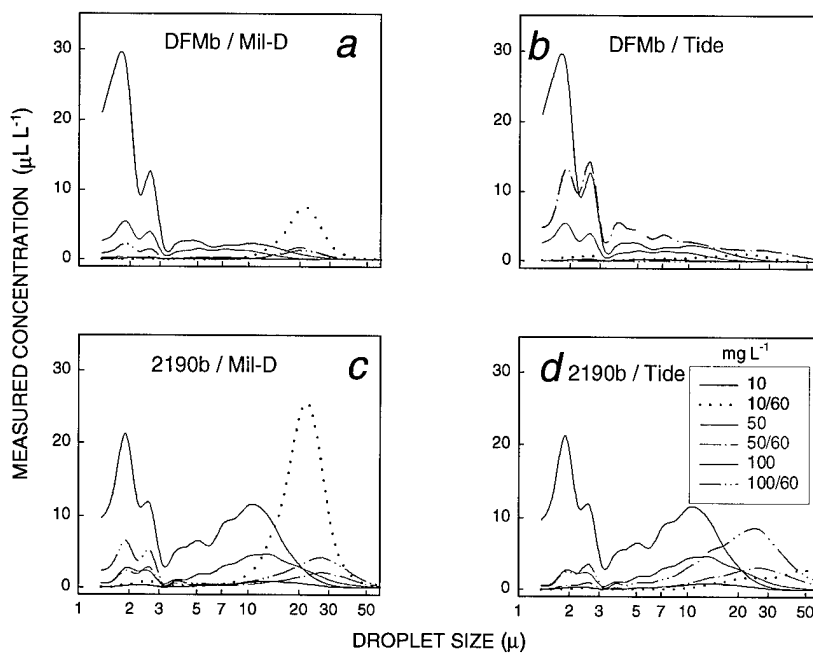 DFMb / Mil-D
a
b
DFMb / Tide
30
20
10
0
30
20
10
0
2190b / Mil-D
c
d
2190b / Tide
mg L-1
10
10/60
50
50/60
100
100/60
30
20
10
0
30
20
10
0
1 2 3 5 7 10 20 30 50
1 2 3 5 7 10 20 30 50
MEASURED CONCENTRATION (μL L-1)
DROPLET SIZE (μ)